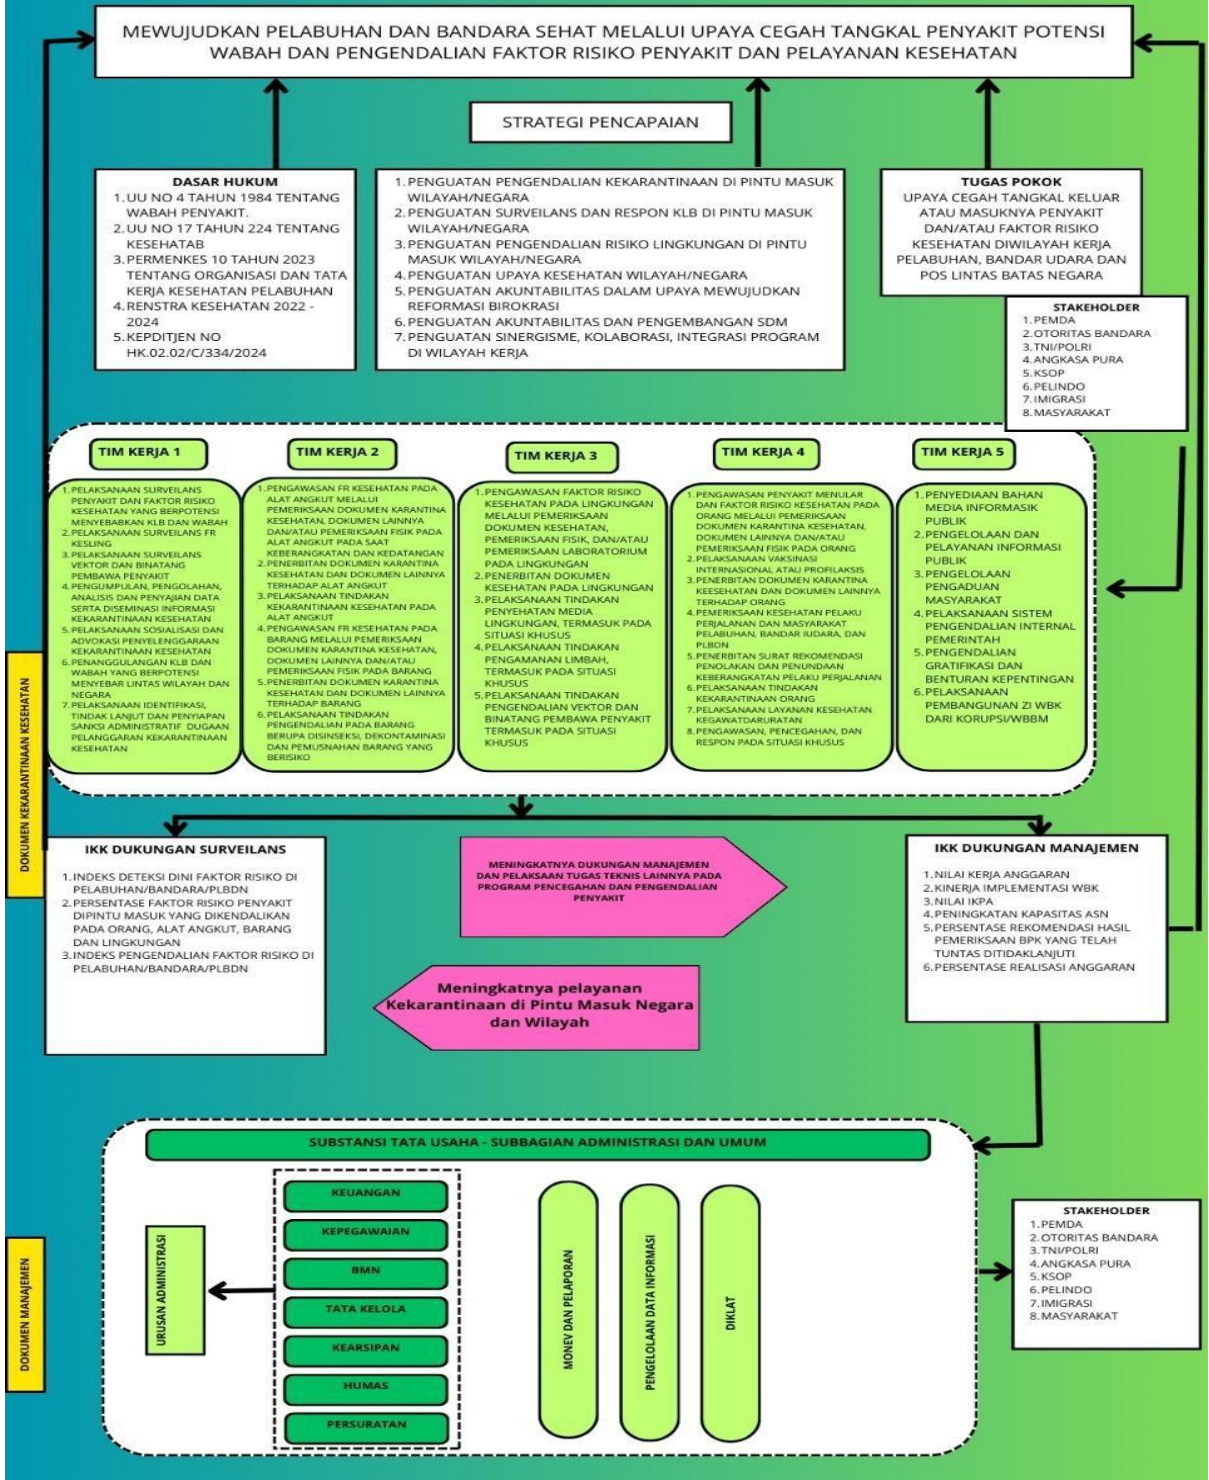 MEWUJUDKAN PELABUHAN DAN BANDARA SEHAT MELALUI UPAYA CEGAH TANGKAL PENYAKIT POTENSI
WABAH DAN PENGENDALIAN FAKTOR RISIKO PENYAKIT DAN PELAYANAN KESEHATAN
STRATEGI PENCAPAIAN
DASAR HUKUM
1. UU NO 4 TAHUN 1984 TENTANG
WABAH PENYAKIT.
2. UU NO 17 TAHUN 224 TENTANG
KESEHATAB
3. PERMENKES 10 TAHUN 2023
TENTANG ORGANISASI DAN TATA
KERJA KESEHATAN PELABUHAN
4. RENSTRA KESEHATAN 2022 -
2024
5. KEPDITJEN NO
HK.02.02/C/334/2024
1. PENGUATAN PENGENDALIAN KEKARANTINAAN DI PINTU MASUK
WILAYAH/NEGARA
2. PENGUATAN SURVEILANS DAN RESPON KLB DI PINTU MASUK
WILAYAH/NEGARA
3. PENGUATAN PENGENDALIAN RISIKO LINGKUNGAN DI PINTU
MASUK WILAYAH/NEGARA
4. PENGUATAN UPAYA KESEHATAN WILAYAH/NEGARA
5. PENGUATAN AKUNTABILITAS DALAM UPAYA MEWUJUDKAN
REFORMASI BIROKRASI
6. PENGUATAN AKUNTABILITAS DAN PENGEMBANGAN SDM
7. PENGUATAN SINERGISME, KOLABORASI, INTEGRASI PROGRAM
DI WILAYAH KERJA
TUGAS POKOK
UPAYA CEGAH TANGKAL KELUAR
ATAU MASUKNYA PENYAKIT
DAN/ATAU FAKTOR RISIKO
KESEHATAN DIWILAYAH KERJA
PELABUHAN, BANDAR UDARA DAN
POS LINTAS BATAS NEGARA
STAKEHOLDER
1. PEMDA
2. OTORITAS BANDARA
3. TNI/POLRI
4. ANGKASA PURA
5. KSOP
6. PELINDO
7. IMIGRASI
8. MASYARAKAT
TIM KERJA 1
1. PELAKSANAAN SURVEILANS
PENYAKIT DAN FAKTOR RISIKO
KESEHATAN YANG BERPOTENSI
MENYEBABKAN KLB DAN WABAH
2. PELAKSANAAN SURVEILANS FR
KESLING
3. PELAKSANAAN SURVEILANS
VEKTOR DAN BINATANG
PEMBAWA PENYAKIT
4. PENGUMPULAN, PENGOLAHAN,
ANALISIS DAN PENYAJIAN DATA
SERTA DISEMINASI INFORMASI
KEKARANTINAAN KESEHATAN
5. PELAKSANAAN SOSIALISASI DAN
ADVOKASI PENYELENGGARAAN
KEKARANTINAAN KESEHATAN
6. PENANGGULANGAN KLB DAN
WABAH YANG BERPOTENSI
MENYEBAR LINTAS WILAYAH DAN
NEGARA
7. PELAKSANAAN IDENTIFIKASI,
TINDAK LANJUT DAN PENYIAPAN
SANKSI ADMINISTRATIF DUGAAN
PELANGGARAN KEKARANTINAAN
KESEHATAN
TIM KERJA 2
1. PENGAWASAN FR KESEHATAN PADA
ALAT ANGKUT MELALUI
PEMERIKSAAN DOKUMEN KARANTINA
KESEHATAN, DOKUMEN LAINNYA
DAN/ATAU PEMERIKSAAN FISIK PADA
ALAT ANGKUT PADA SAAT
KEBERANGKATAN DAN KEDATANGAN
2. PENERBITAN DOKUMEN KARANTINA
KESEHATAN DAN DOKUMEN LAINNYA
TERHADAP ALAT ANGKUT
3. PELAKSANAAN TINDAKAN
KEKARANTINAAN KESEHATAN PADA
ALAT ANGKUT
4. PENGAWASAN FR KESEHATAN PADA
BARANG MELALUI PEMERIKSAAN
DOKUMEN KARANTINA KESEHATAN,
DOKUMEN LAINNYA DAN/ATAU
PEMERIKSAAN FISIK PADA BARANG
5. PENERBITAN DOKUMEN KARANTINA
KESEHATAN DAN DOKUMEN LAINNYA
TERHADAP BARANG
6. PELAKSANAAN TINDAKAN
PENGENDALIAN PADA BARANG
BERUPA DISINSEKSI, DEKONTAMINASI
DAN PEMUSNAHAN BARANG YANG
BERISIKO
TIM KERJA 3
1. PENGAWASAN FAKTOR RISIKO
KESEHATAN PADA LINGKUNGAN
MELALUI PEMERIKSAAN
DOKUMEN KESEHATAN,
PEMERIKSAAN FISIK, DAN/ATAU
PEMERIKSAAN LABORATORIUM
PADA LINGKUNGAN
2. PENERBITAN DOKUMEN
KESEHATAN PADA LINGKUNGAN
3. PELAKSANAAN TINDAKAN
PENYEHATAN MEDIA
LINGKUNGAN, TERMASUK PADA
SITUASI KHUSUS
4. PELAKSANAAN TINDAKAN
PENGAMANAN LIMBAH,
TERMASUK PADA SITUASI
KHUSUS
5. PELAKSANAAN TINDAKAN
PENGENDALIAN VEKTOR DAN
BINATANG PEMBAWA PENYAKIT
TERMASUK PADA SITUASI
KHUSUS
TIM KERJA 4
1. PENGAWASAN PENYAKIT MENULAR
DAN FAKTOR RISIKO KESEHATAN PADA
ORANG MELALUI PEMERIKSAAN
DOKUMEN KARANTINA KESEHATAN,
DOKUMEN LAINNYA DAN/ATAU
PEMERIKSAAN FISIK PADA ORANG
2. PELAKSANAAN VAKSINASI
INTERNASIONAL ATAU PROFILAKSIS
3. PENERBITAN DOKUMEN KARANTINA
KEESEHATAN DAN DOKUMEN LAINNYA
TERHADAP ORANG
4. PEMERIKSAAN KESEHATAN PELAKU
PERJALANAN DAN MASYARAKAT
PELABUHAN, BANDAR IUDARA, DAN
PLBDN
5. PENERBITAN SURAT REKOMENDASI
PENOLAKAN DAN PENUNDAAN
KEBERANGKATAN PELAKU PERJALANAN
6. PELAKSANAAN TINDAKAN
KEKARANTINAAN ORANG
7. PELAKSANAAN LAYANAN KESEHATAN
KEGAWATDARURATAN
8. PENGAWASAN, PENCEGAHAN, DAN
RESPON PADA SITUASI KHUSUS
TIM KERJA 5
1. PENYEDIAAN BAHAN
MEDIA INFORMASIK
PUBLIK
2. PENGELOLAAN DAN
PELAYANAN INFORMASI
PUBLIK
3. PENGELOLAAN
PENGADUAN
MASYARAKAT
4. PELAKSANAAN SISTEM
PENGENDALIAN INTERNAL
PEMERINTAH
5. PENGENDALIAN
GRATIFIKASI DAN
BENTURAN KEPENTINGAN
6. PELAKSANAAN
PEMBANGUNAN ZI WBK
DARI KORUPSI/WBBM
DOKUMEN KEKARANTINAAN KESEHATAN
IKK DUKUNGAN SURVEILANS
1. INDEKS DETEKSI DINI FAKTOR RISIKO DI
PELABUHAN/BANDARA/PLBDN
2. PERSENTASE FAKTOR RISIKO PENYAKIT
DIPINTU MASUK YANG DIKENDALIKAN
PADA ORANG, ALAT ANGKUT, BARANG
DAN LINGKUNGAN
3. INDEKS PENGENDALIAN FAKTOR RISIKO DI
PELABUHAN/BANDARA/PLBDN
MENINGKATNYA DUKUNGAN MANAJEMEN
DAN PELAKSAAN TUGAS TEKNIS LAINNYA PADA
PROGRAM PENCEGAHAN DAN PENGENDALIAN
PENYAKIT
Meningkatnya pelayanan
Kekarantinaan di Pintu Masuk Negara
dan Wilayah
IKK DUKUNGAN MANAJEMEN
1. NILAI KERJA ANGGARAN
2. KINERJA IMPLEMENTASI WBK
3. NILAI IKPA
4. PENINGKATAN KAPASITAS ASN
5. PERSENTASE REKOMENDASI HASIL
PEMERIKSAAN BPK YANG TELAH
TUNTAS DITIDAKLANJUTI
6. PERSENTASE REALISASI ANGGARAN
SUBSTANSI TATA USAHA - SUBBAGIAN ADMINISTRASI DAN UMUM
DOKUMEN MANAJEMEN
URUSAN ADMINISTRASI
KEUANGAN
KEPEGAWAIAN
BMN
TATA KELOLA
KEARSIPAN
HUMAS
PERSURATAN
MONEV DAN PELAPORAN
PENGELOLAAN DATA INFORMASI
DIKLAT
STAKEHOLDER
1. PEMDA
2. OTORITAS BANDARA
3. TNI/POLRI
4. ANGKASA PURA
5. KSOP
6. PELINDO
7. IMIGRASI
8. MASYARAKAT